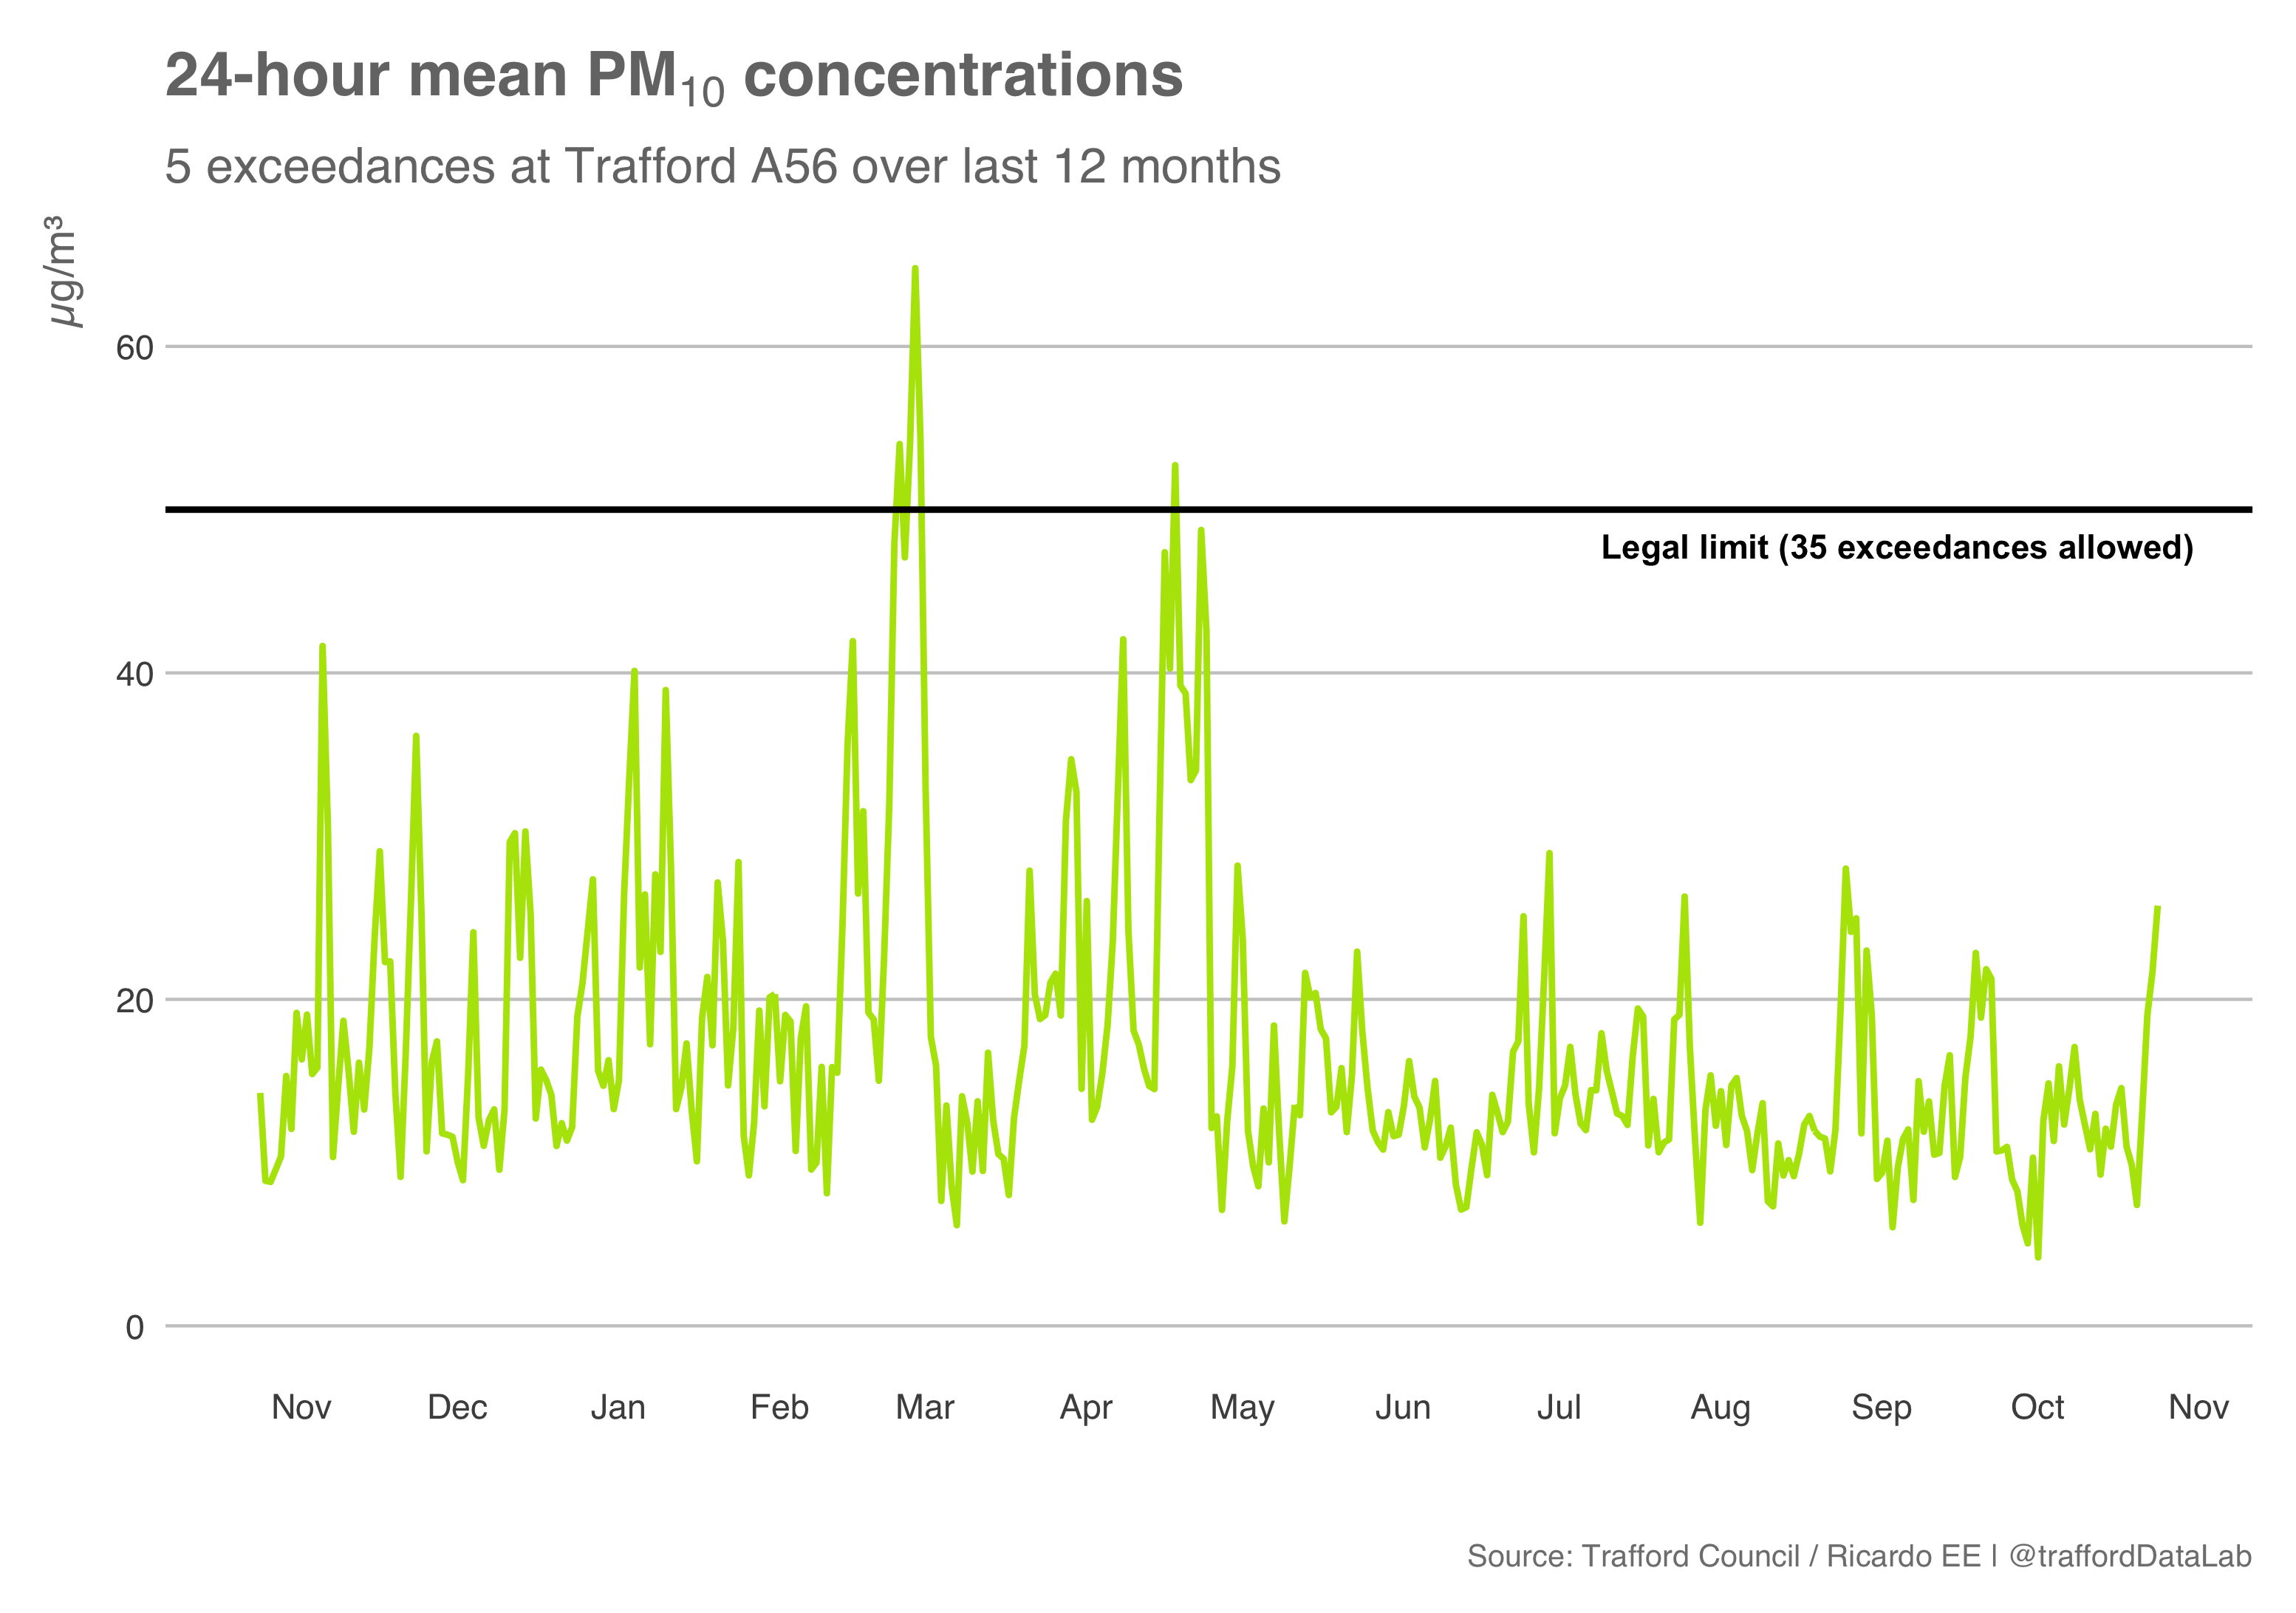 24-hour mean PM₁₀ concentrations
5 exceedances at Trafford A56 over last 12 months
μg/m³
60
Legal limit (35 exceedances allowed)
40
20
0
Nov Dec Jan Feb Mar Apr May Jun Jul Aug Sep Oct Nov
Source: Trafford Council / Ricardo EE | @traffordDataLab